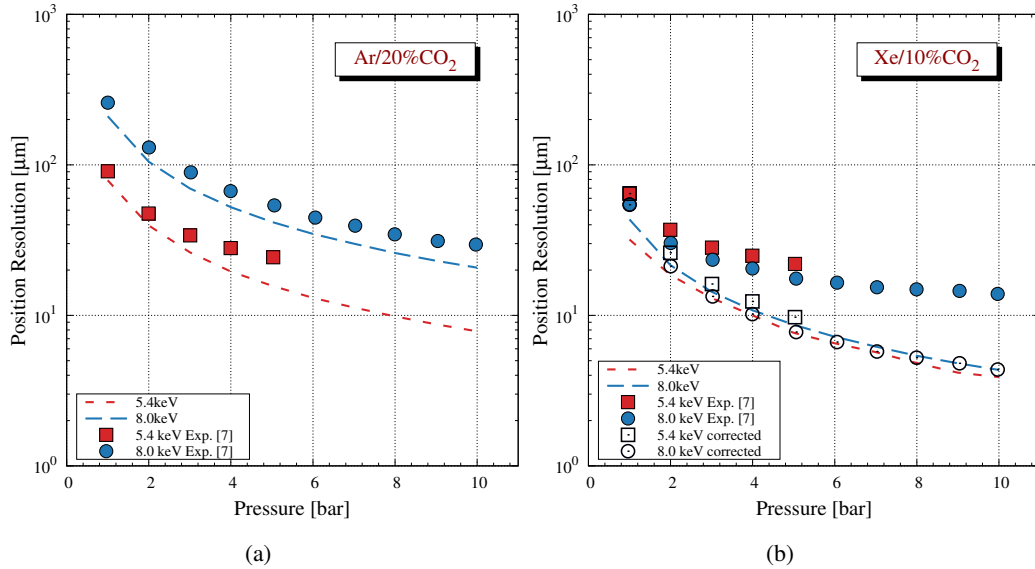 Ar/20%CO₂
Position Resolution [µm]
10³
10²
10¹
10⁰
5.4keV
8.0keV
5.4 keV Exp. [7]
8.0 keV Exp. [7]
0 2 4 6 8 10
Pressure [bar]
(a)
Xe/10%CO₂
Position Resolution [µm]
10³
10²
10¹
10⁰
5.4keV
8.0keV
5.4 keV Exp. [7]
8.0 keV Exp. [7]
5.4 keV corrected
8.0 keV corrected
0 2 4 6 8 10
Pressure [bar]
(b)